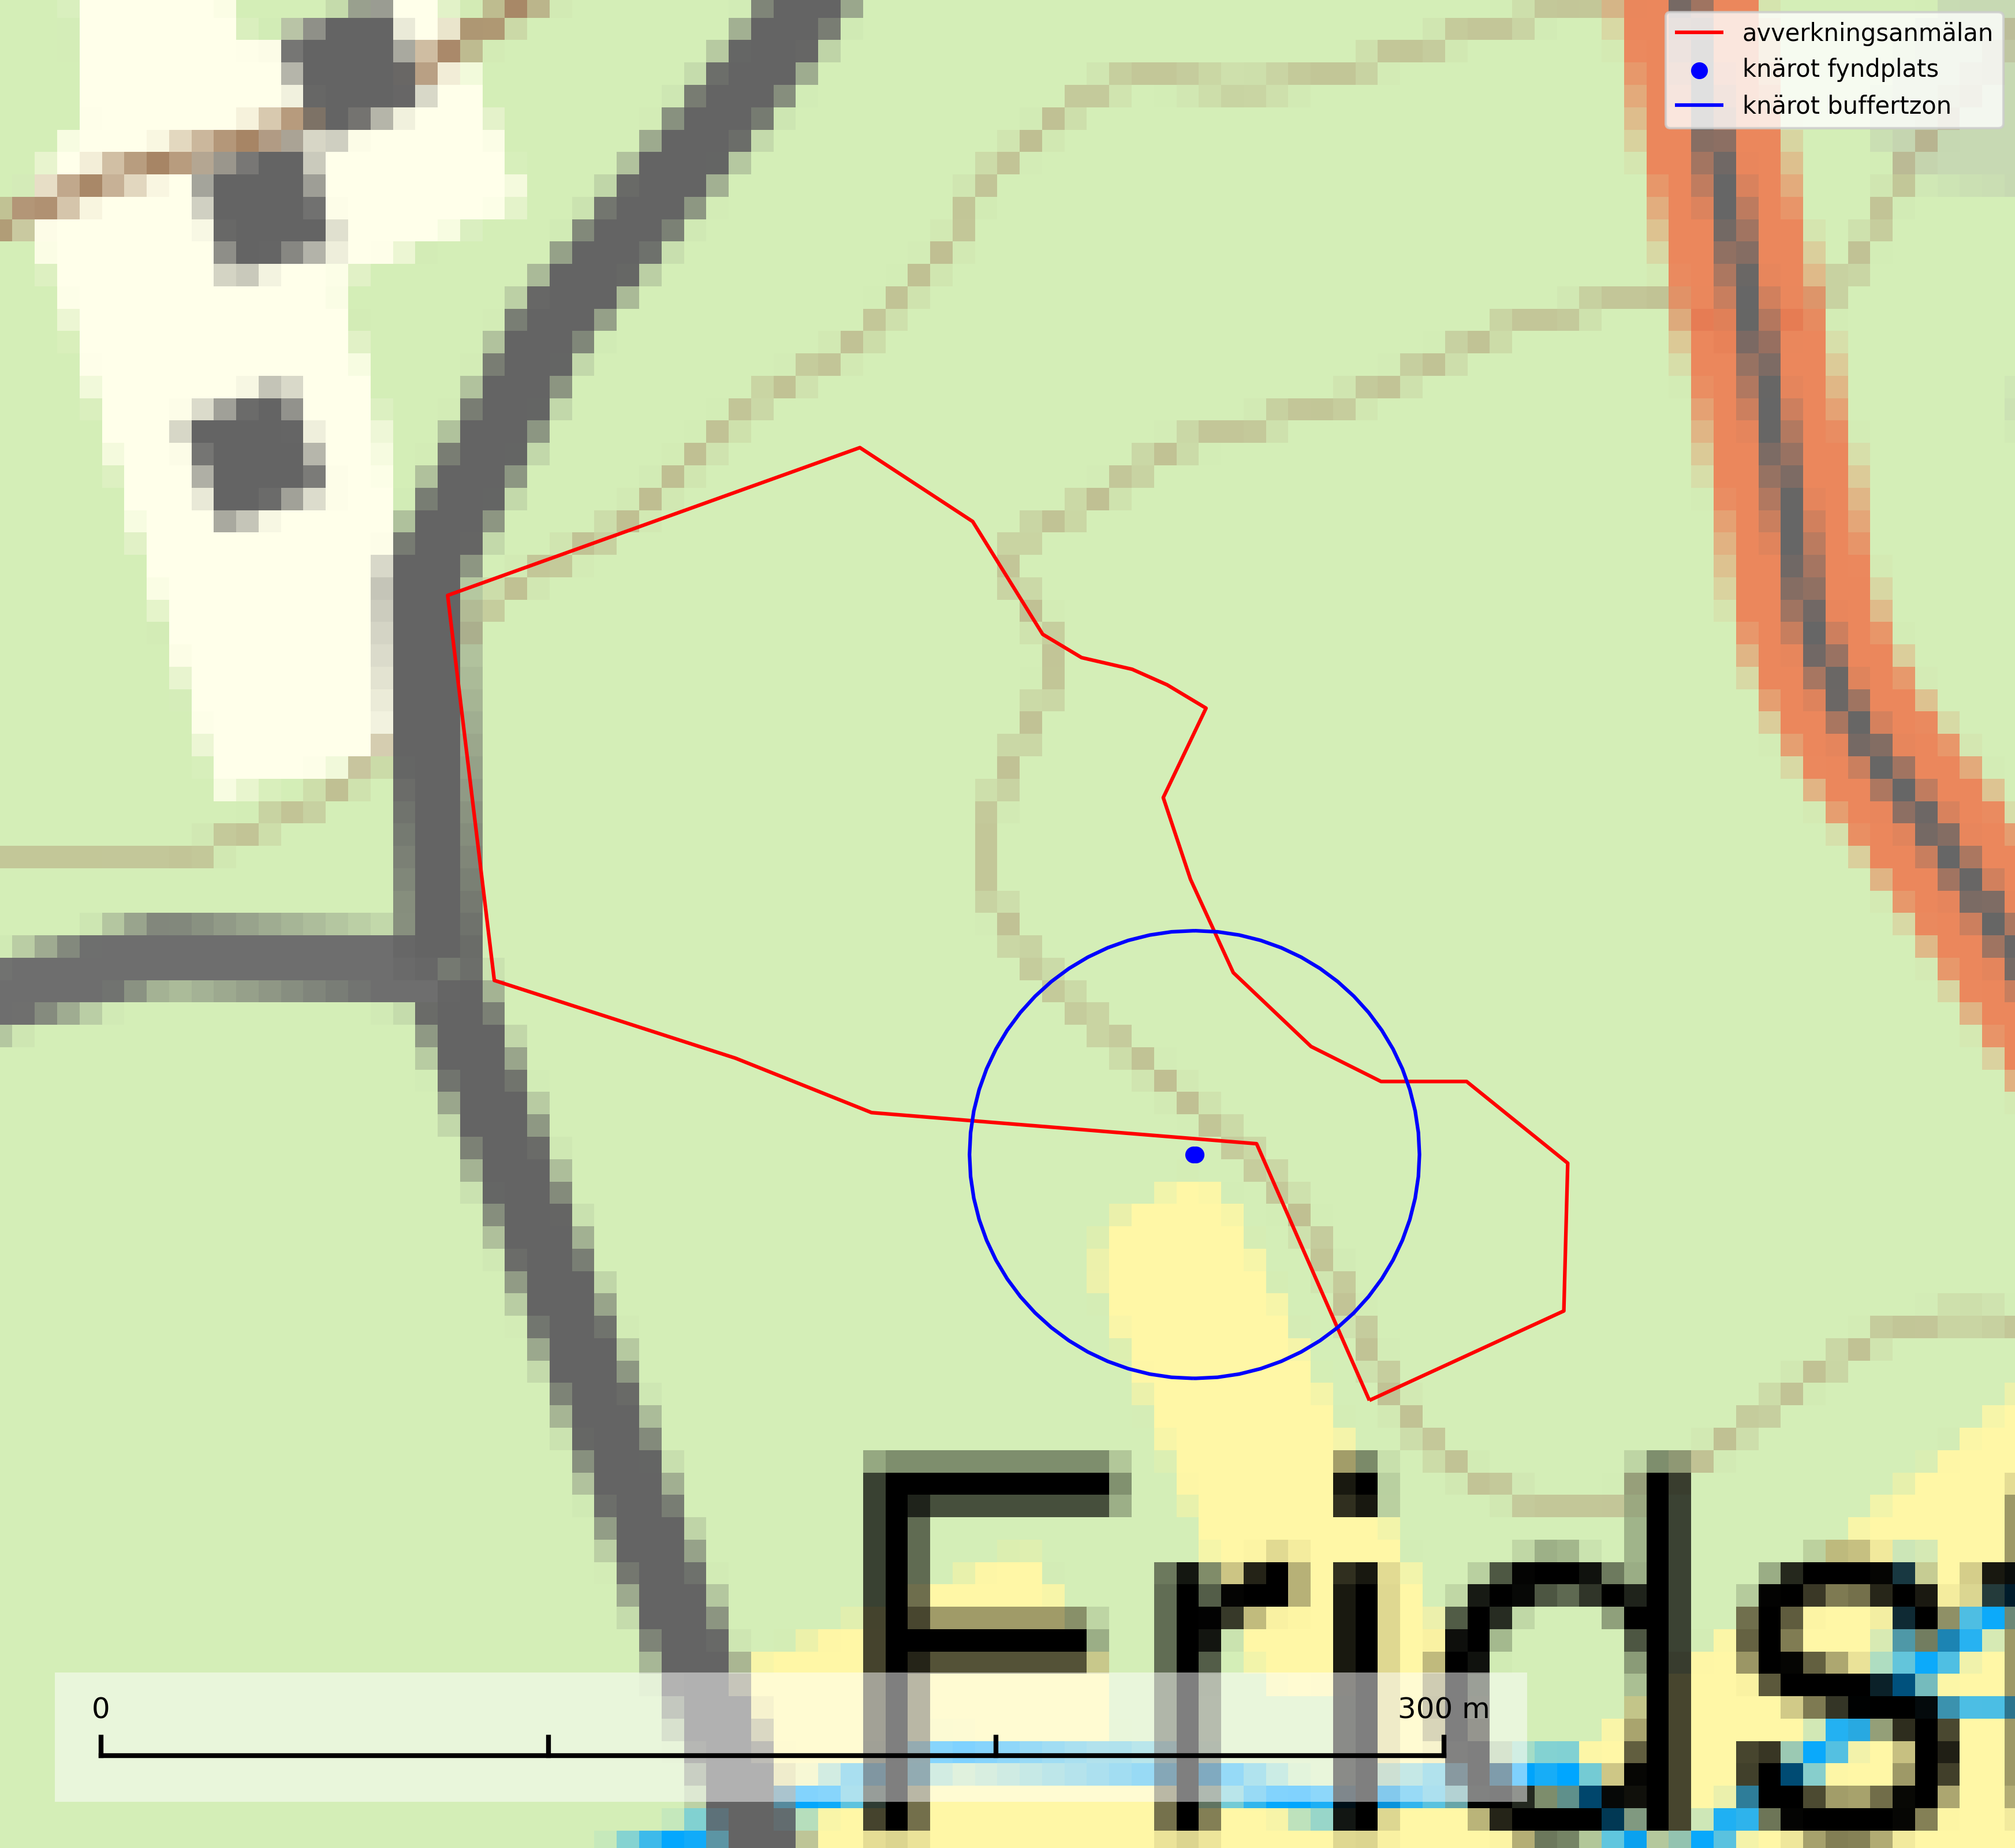 avverkningsanmälan
knärot fyndplats
knärot buffertzon
Frids
0 300 m